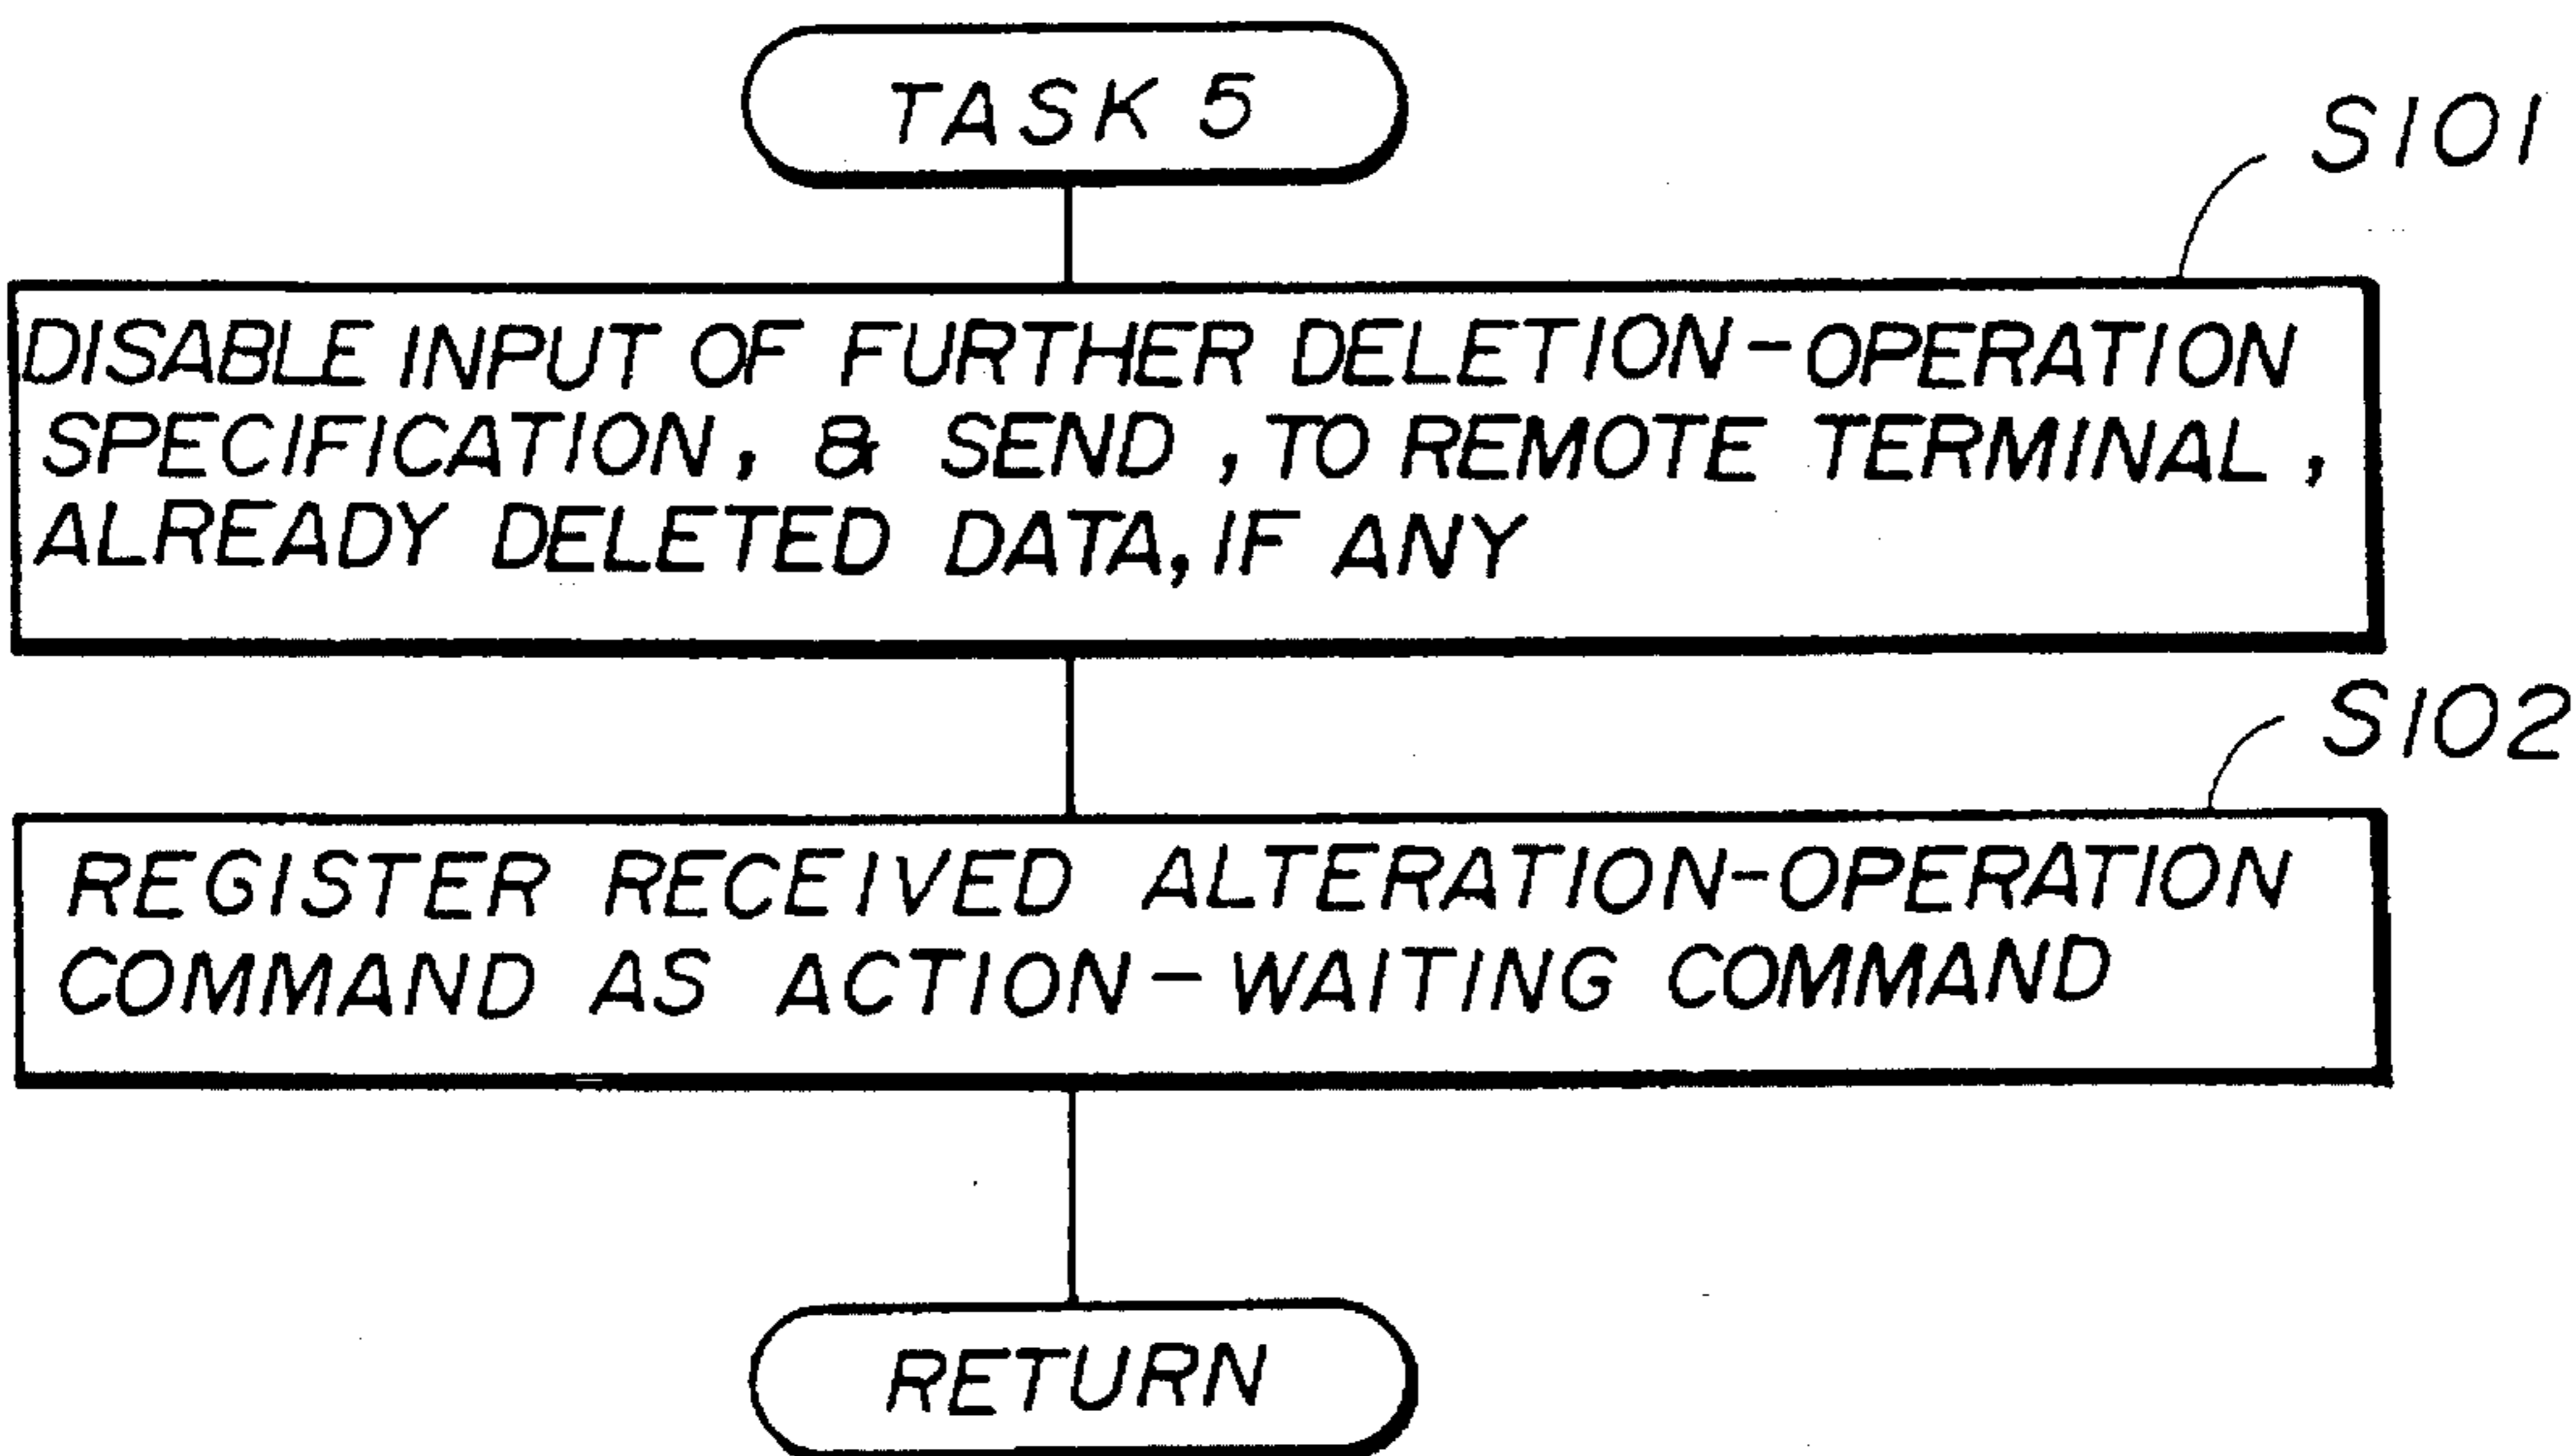 TASK 5
S101
DISABLE INPUT OF FURTHER DELETION-OPERATION
SPECIFICATION, & SEND, TO REMOTE TERMINAL,
ALREADY DELETED DATA, IF ANY
S102
REGISTER RECEIVED ALTERATION-OPERATION
COMMAND AS ACTION-WAITING COMMAND
RETURN